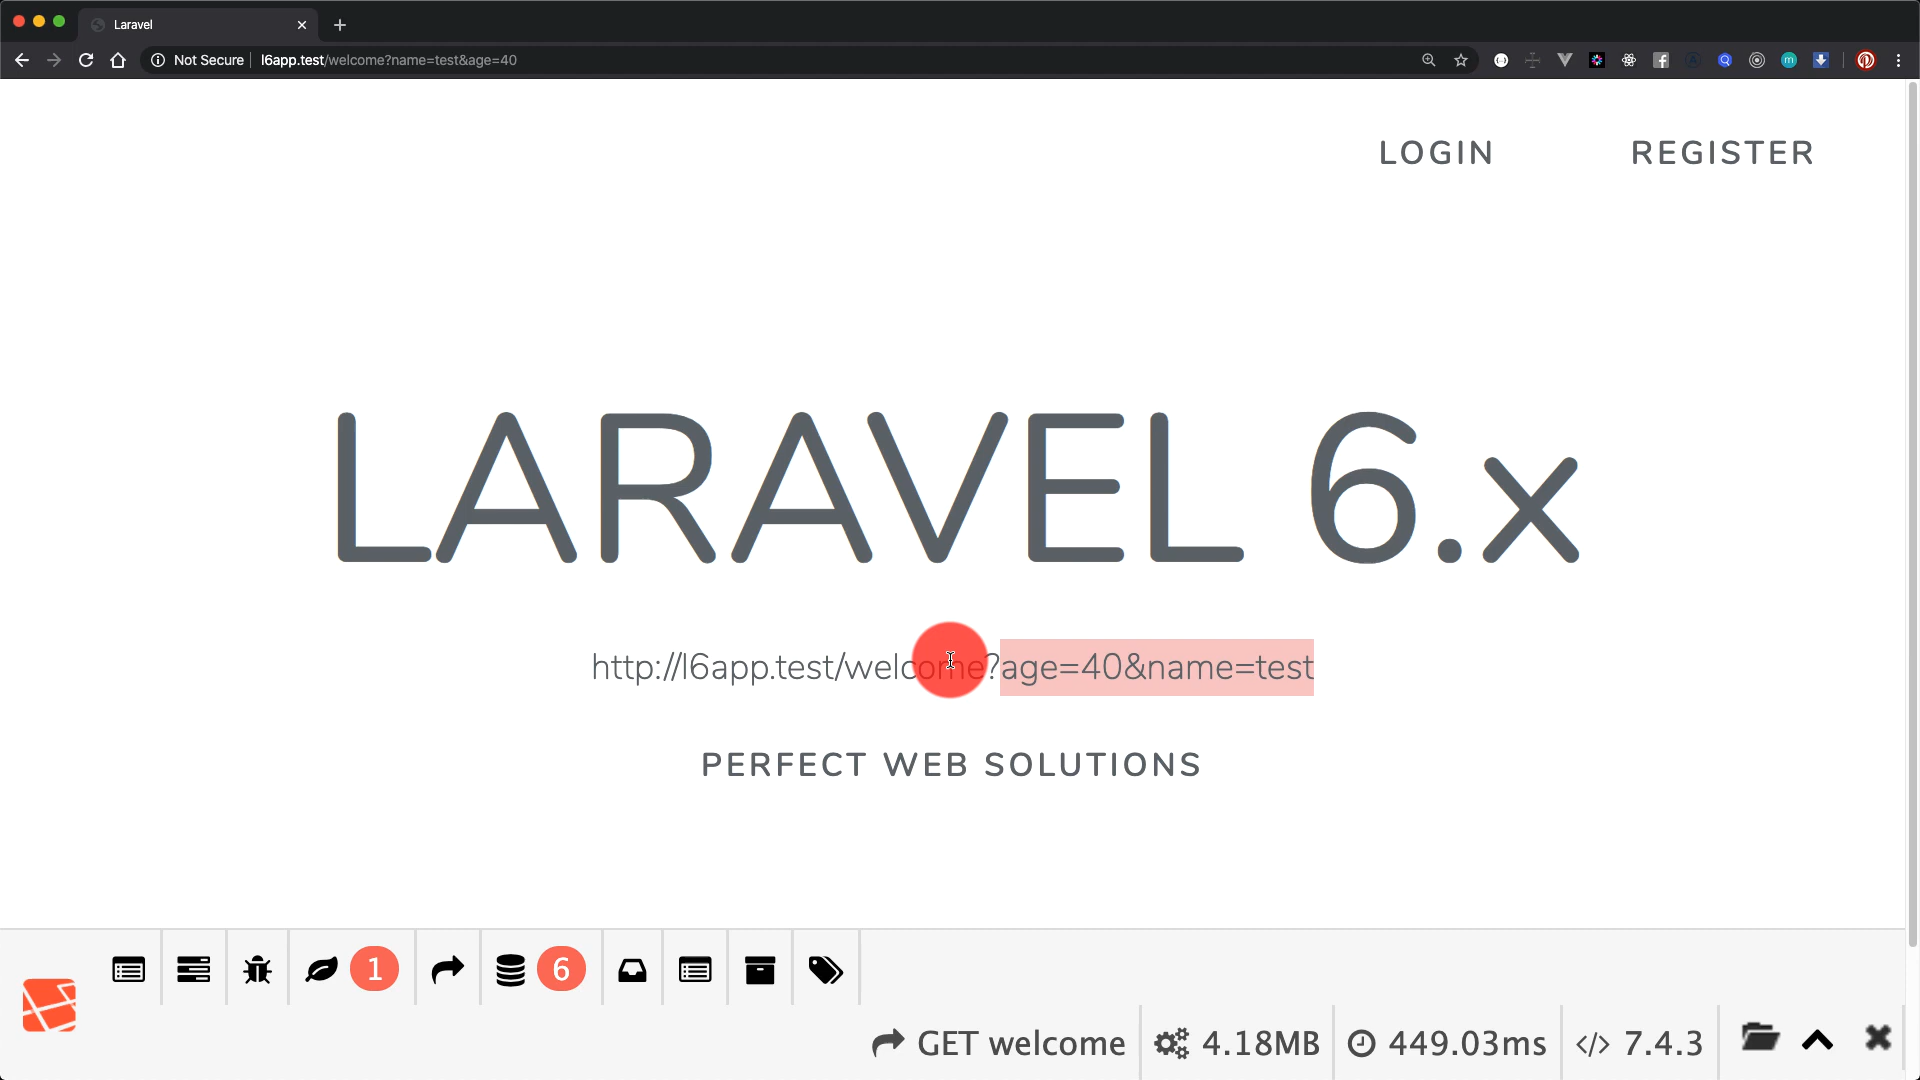 Laravel
Not Secure l6app.test/welcome?name=test&age=40
LOGIN REGISTER
LARAVEL 6.x
http://l6app.test/welcome?age=40&name=test
PERFECT WEB SOLUTIONS
1 6
GET welcome 4.18MB 449.03ms 7.4.3